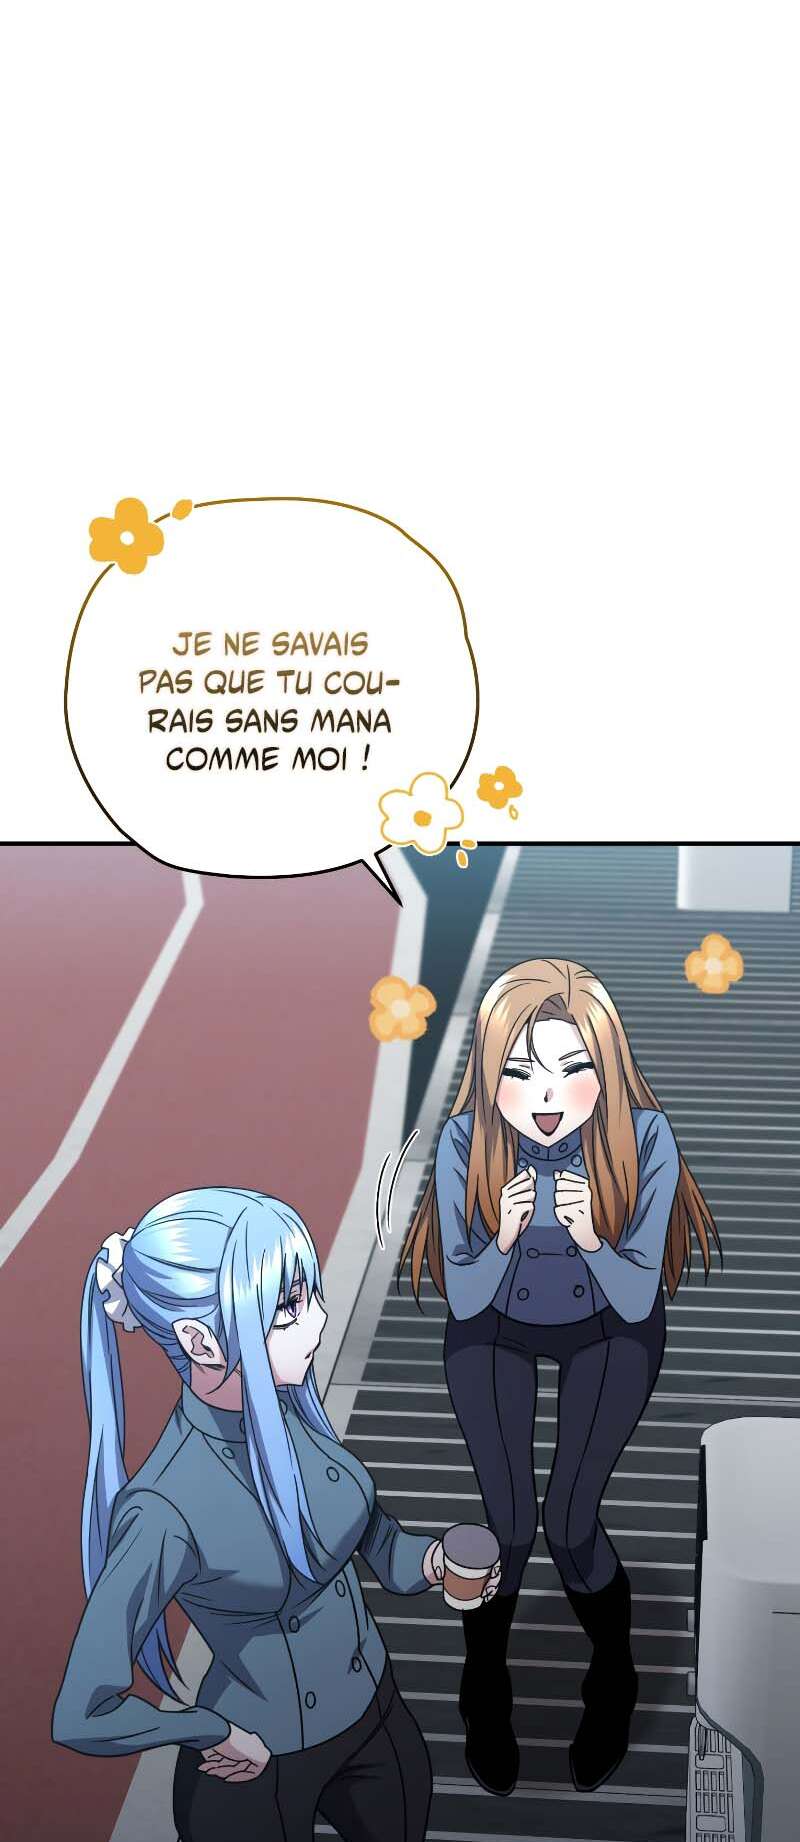 JE NE SAVAIS
PAS QUE TU COU-
RAIS SANS MANA
COMME MOI !